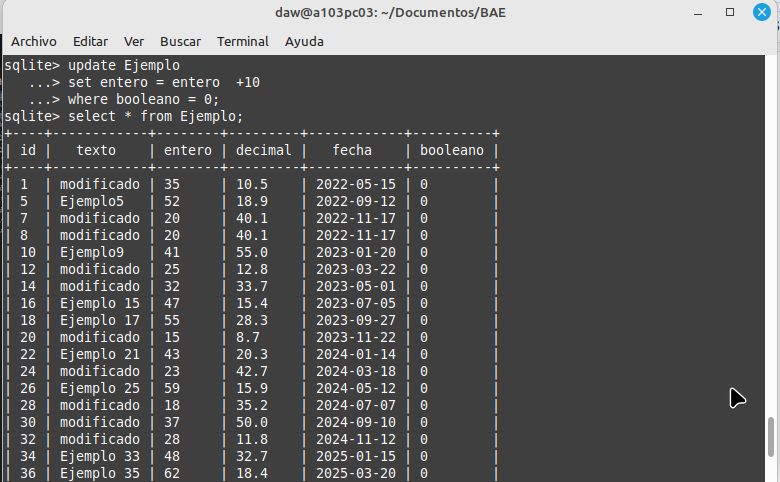 daw@a103pc03: ~/Documentos/BAE
Archivo Editar Ver Buscar Terminal Ayuda
sqlite> update Ejemplo
...> set entero = entero  +10
...> where booleano = 0;
sqlite> select * from Ejemplo;
+----+------------+--------+---------+------------+----------+
| id |   texto    | entero | decimal |   fecha    | booleano |
+----+------------+--------+---------+------------+----------+
| 1  | modificado | 35     | 10.5    | 2022-05-15 | 0        |
| 5  | Ejemplo5   | 52     | 18.9    | 2022-09-12 | 0        |
| 7  | modificado | 20     | 40.1    | 2022-11-17 | 0        |
| 8  | modificado | 20     | 40.1    | 2022-11-17 | 0        |
| 10 | Ejemplo9   | 41     | 55.0    | 2023-01-20 | 0        |
| 12 | modificado | 25     | 12.8    | 2023-03-22 | 0        |
| 14 | modificado | 32     | 33.7    | 2023-05-01 | 0        |
| 16 | Ejemplo 15 | 47     | 15.4    | 2023-07-05 | 0        |
| 18 | Ejemplo 17 | 55     | 28.3    | 2023-09-27 | 0        |
| 20 | modificado | 15     | 8.7     | 2023-11-22 | 0        |
| 22 | Ejemplo 21 | 43     | 20.3    | 2024-01-14 | 0        |
| 24 | modificado | 23     | 42.7    | 2024-03-18 | 0        |
| 26 | Ejemplo 25 | 59     | 15.9    | 2024-05-12 | 0        |
| 28 | modificado | 18     | 35.2    | 2024-07-07 | 0        |
| 30 | modificado | 37     | 50.0    | 2024-09-10 | 0        |
| 32 | modificado | 28     | 11.8    | 2024-11-12 | 0        |
| 34 | Ejemplo 33 | 48     | 32.7    | 2025-01-15 | 0        |
| 36 | Ejemplo 35 | 62     | 18.4    | 2025-03-20 | 0        |